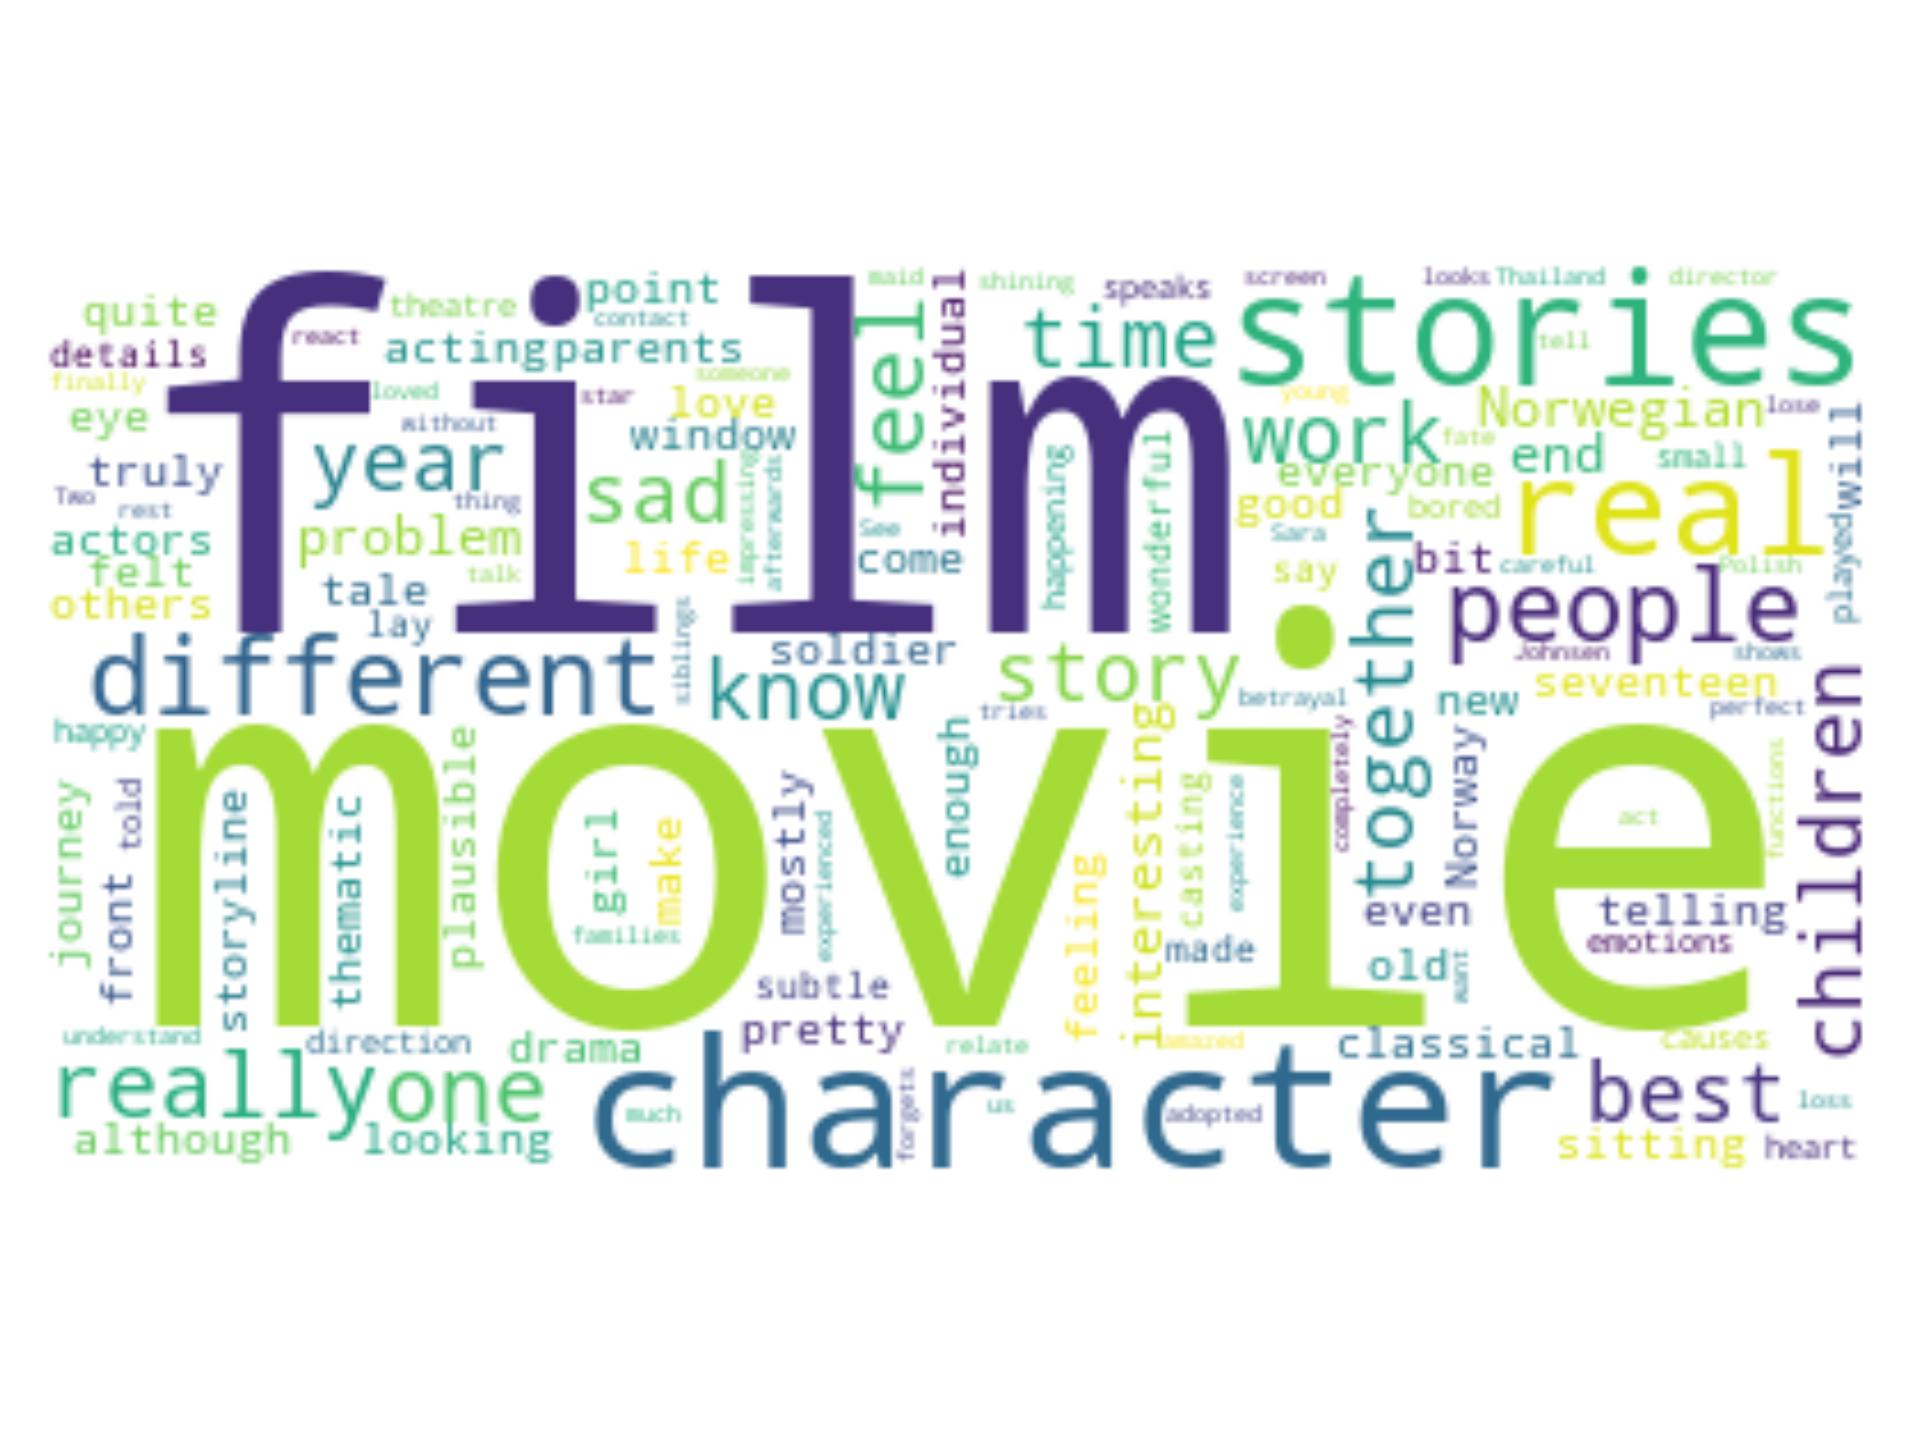 film
movie
stories
character
different
real
people
children
together
work
time
feel
year
sad
know
story
really
one
best
quite
details
finally
eye
truly
Two
rest
actors
felt
others
theatre
react
acting
parents
point
contact
loved
without
star
someone
love
window
thing
problem
talk
tale
lay
life
impressing
afterwards
maid
individual
See
come
soldier
siblings
shining
speaks
screen
looks
Thailand
director
tell
happening
wonderful
young
Norwegian
lose
fate
everyone
end
small
will
good
bored
Sara
say
bit
careful
Polish
played
Johnsen
shows
seventeen
new
perfect
betrayal
tries
happy
journey
told
front
storyline
thematic
plausible
girl
make
families
mostly
experienced
enough
feeling
interesting
casting
experience
completely
made
Norway
even
old
want
act
functions
telling
emotions
subtle
pretty
understand
direction
drama
relate
amazed
classical
causes
although
looking
much
forgets
us
adopted
sitting
loss
heart